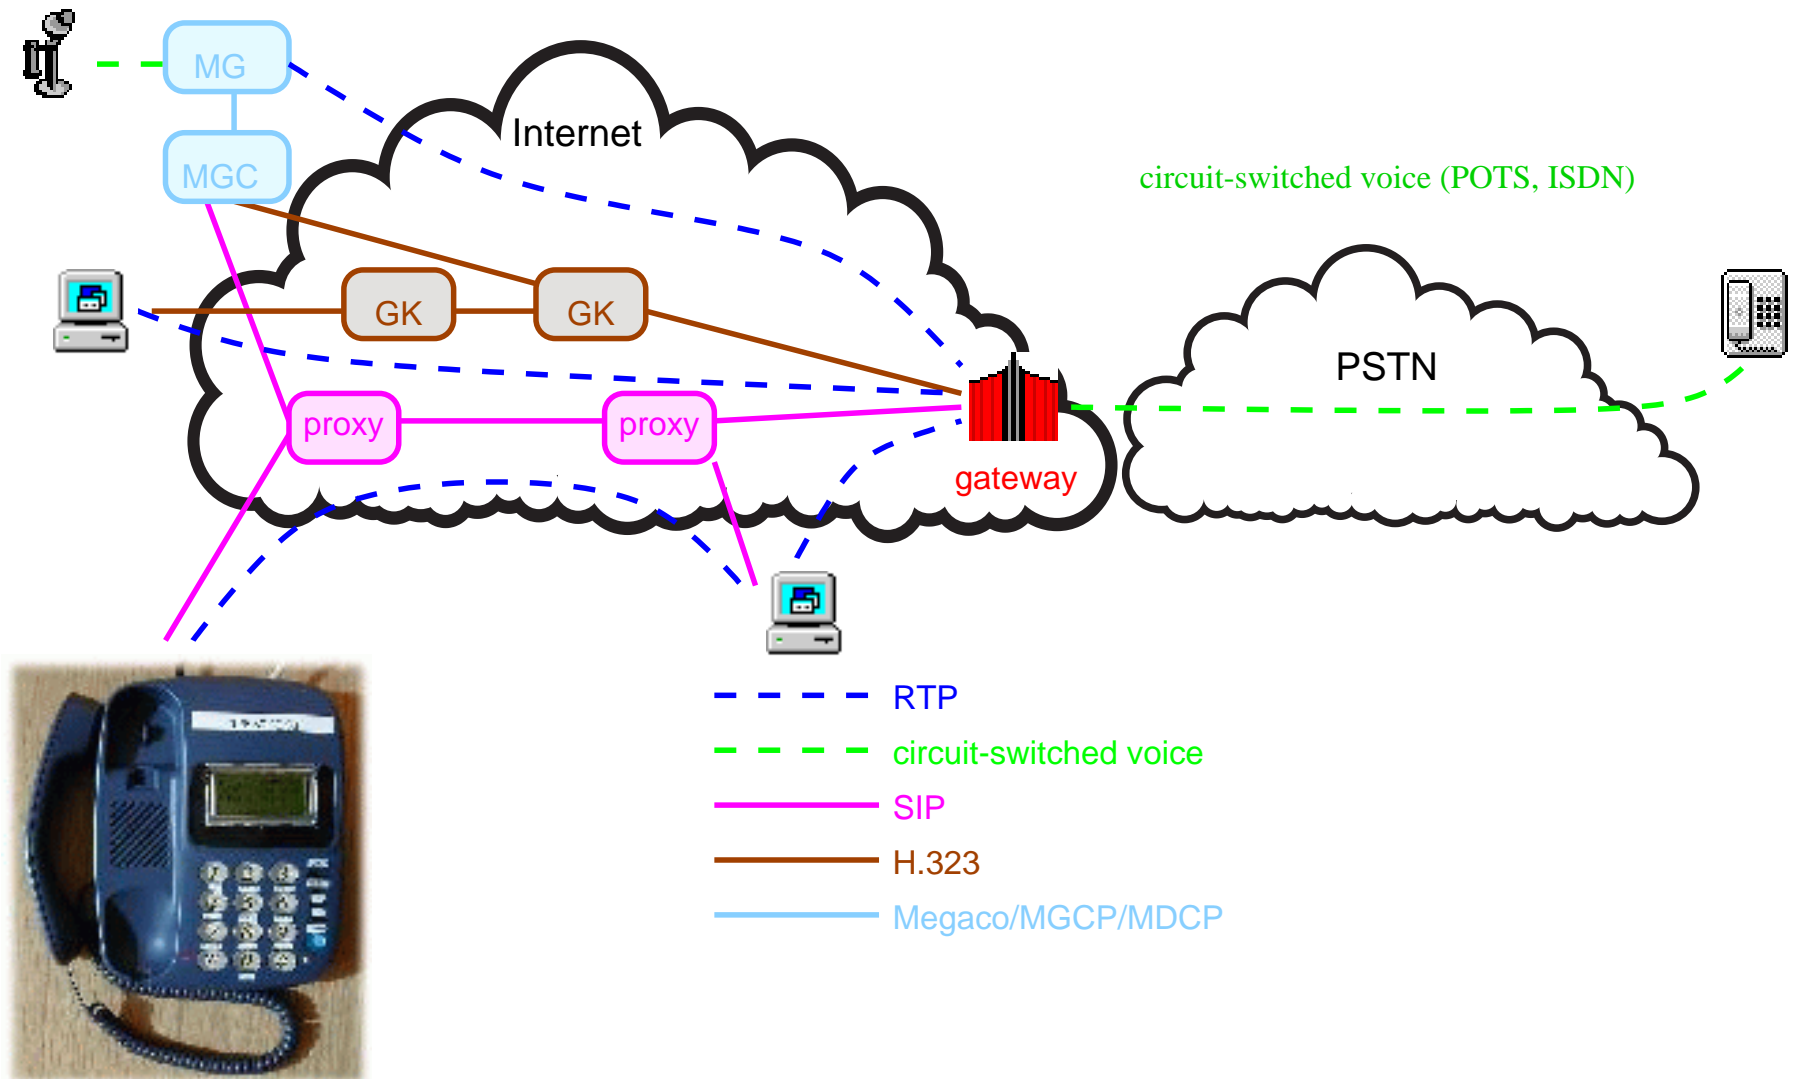 MG
Internet
MGC
circuit-switched voice (POTS, ISDN)
GK
GK
PSTN
proxy
proxy
gateway
RTP
circuit-switched voice
SIP
H.323
Megaco/MGCP/MDCP